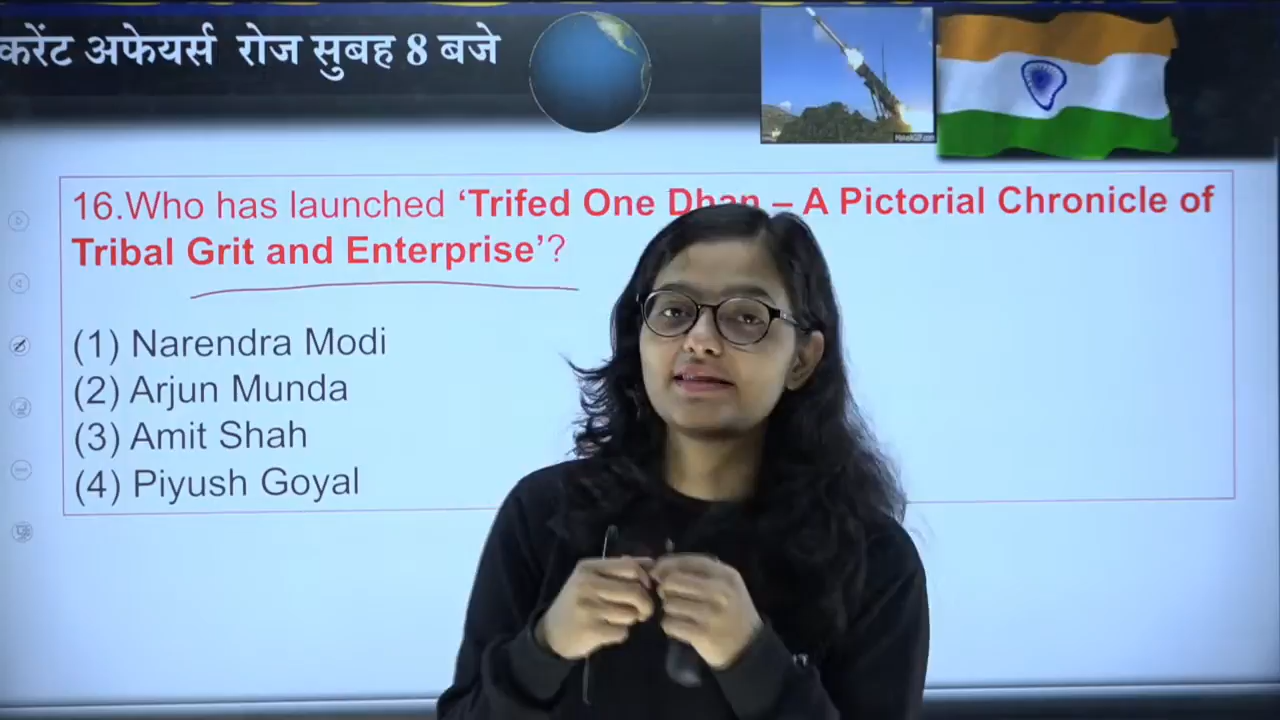 करेंट अफेयर्स रोज सुबह 8 बजे
16.Who has launched ‘Trifed One Dhan – A Pictorial Chronicle of
Tribal Grit and Enterprise’?
(1) Narendra Modi
(2) Arjun Munda
(3) Amit Shah
(4) Piyush Goyal